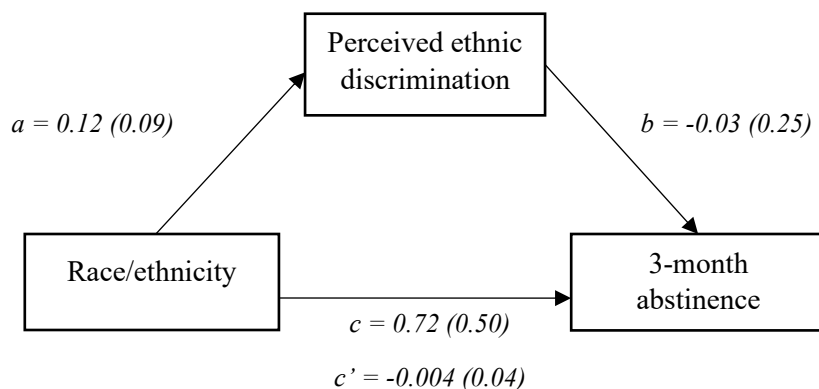 Perceived ethnic
discrimination
a = 0.12 (0.09)
b = -0.03 (0.25)
Race/ethnicity
3-month
abstinence
c = 0.72 (0.50)
c’ = -0.004 (0.04)